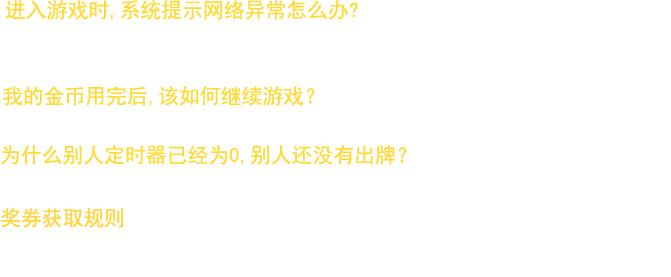 进入游戏时,系统提示网络异常怎么办?
我的金币用完后,该如何继续游戏?
为什么别人定时器已经为0,别人还没有出牌?
奖券获取规则